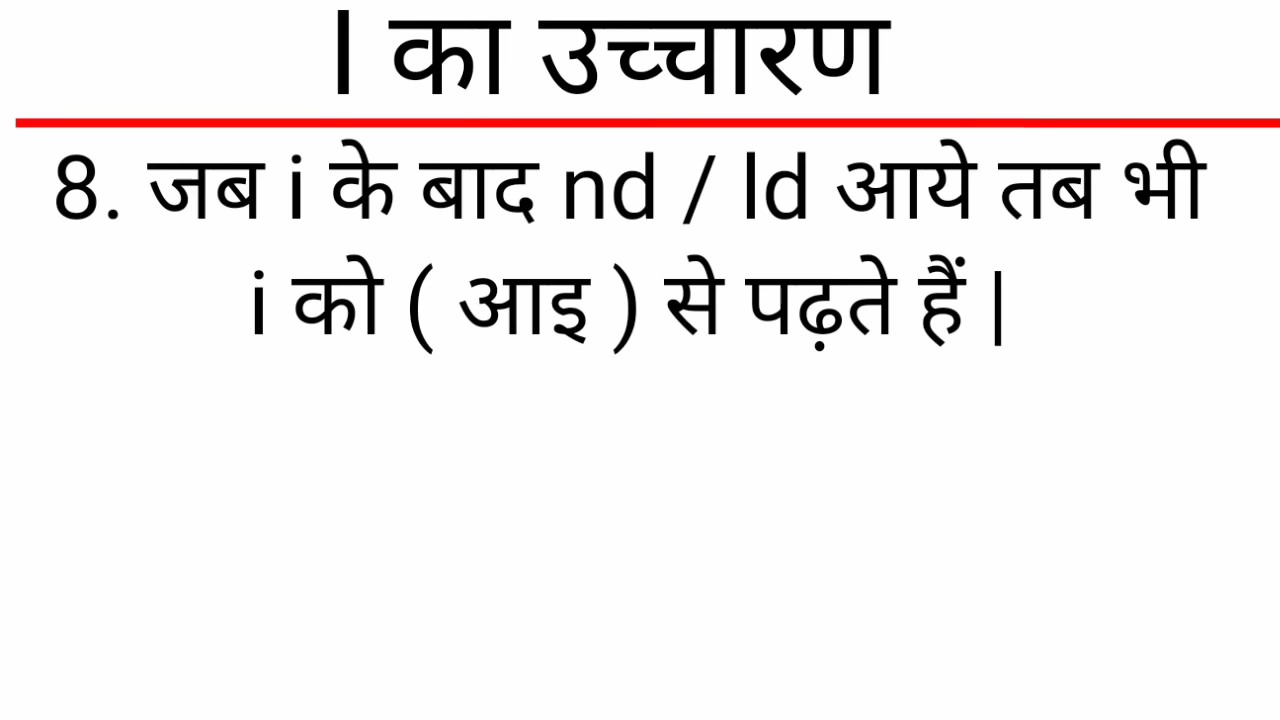 I का उच्चारण
8. जब i के बाद nd / ld आये तब भी
i को ( आइ ) से पढ़ते हैं |